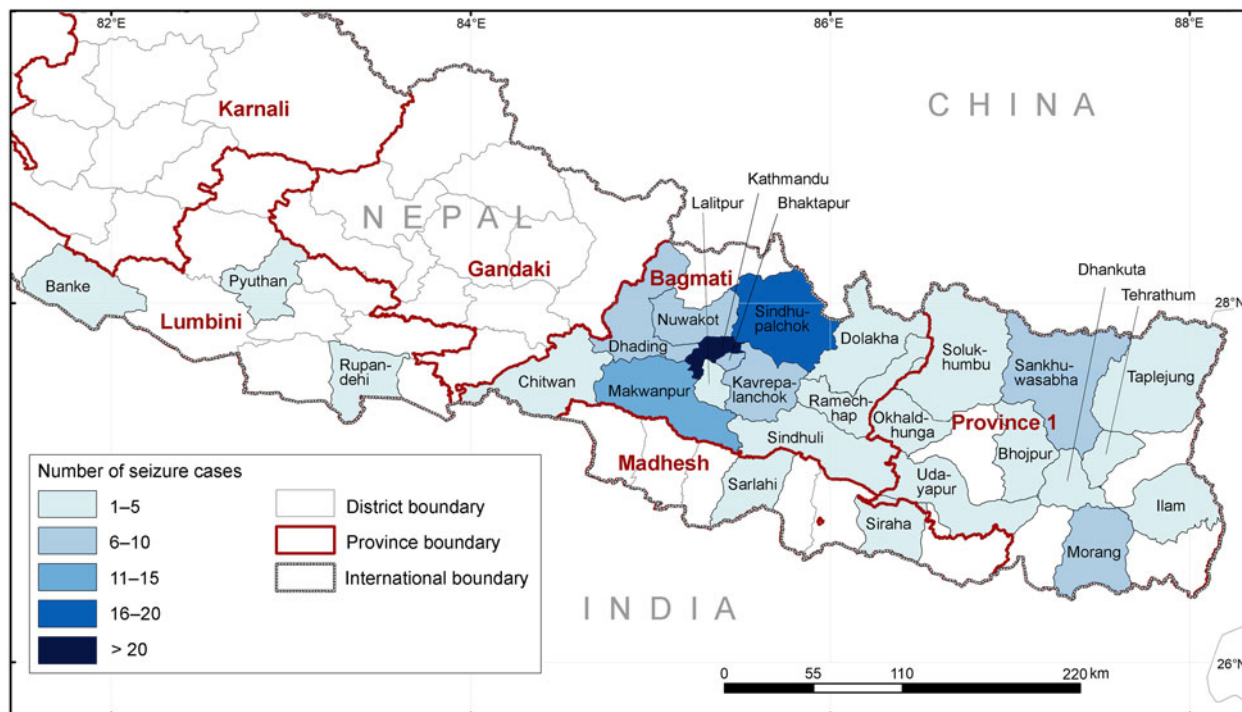 82°E
84°E
86°E
88°E
Karnali
CHINA
Kathmandu
Lalitpur
Bhaktapur
NEPAL
Dhankuta
Tehrathum
Gandaki
Bagmati
Banke
Pyuthan
28°N
Lumbini
Nuwakot
Sindhu-
palchok
Dhading
Dolakha
Solu-
khumbu
Sankhu-
wasabha
Taplejung
Rupan-
dehi
Chitwan
Makwanpur
Kavrepa-
lanchok
Ramech-
hap
Okhald-
hunga
Province 1
Sindhuli
Bhojpur
Madhesh
Sarlahi
Uda-
yapur
Ilam
Siraha
Morang
Number of seizure cases
1–5
6–10
11–15
16–20
> 20
District boundary
Province boundary
International boundary
INDIA
26°N
0 55 110 220 km